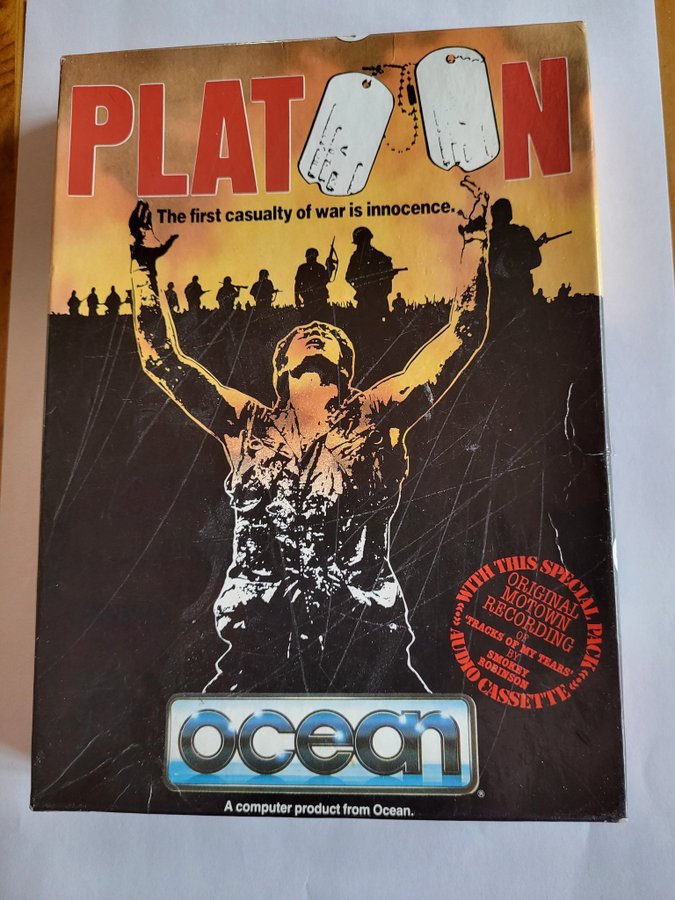 PLATOON
The first casualty of war is innocence.
WITH THIS SPECIAL PACK
ORIGINAL
MOTOWN
RECORDING
OF
'TRACKS OF MY TEARS'
BY
SMOKEY
ROBINSON
AUDIO CASSETTE
ocean
®
A computer product from Ocean.